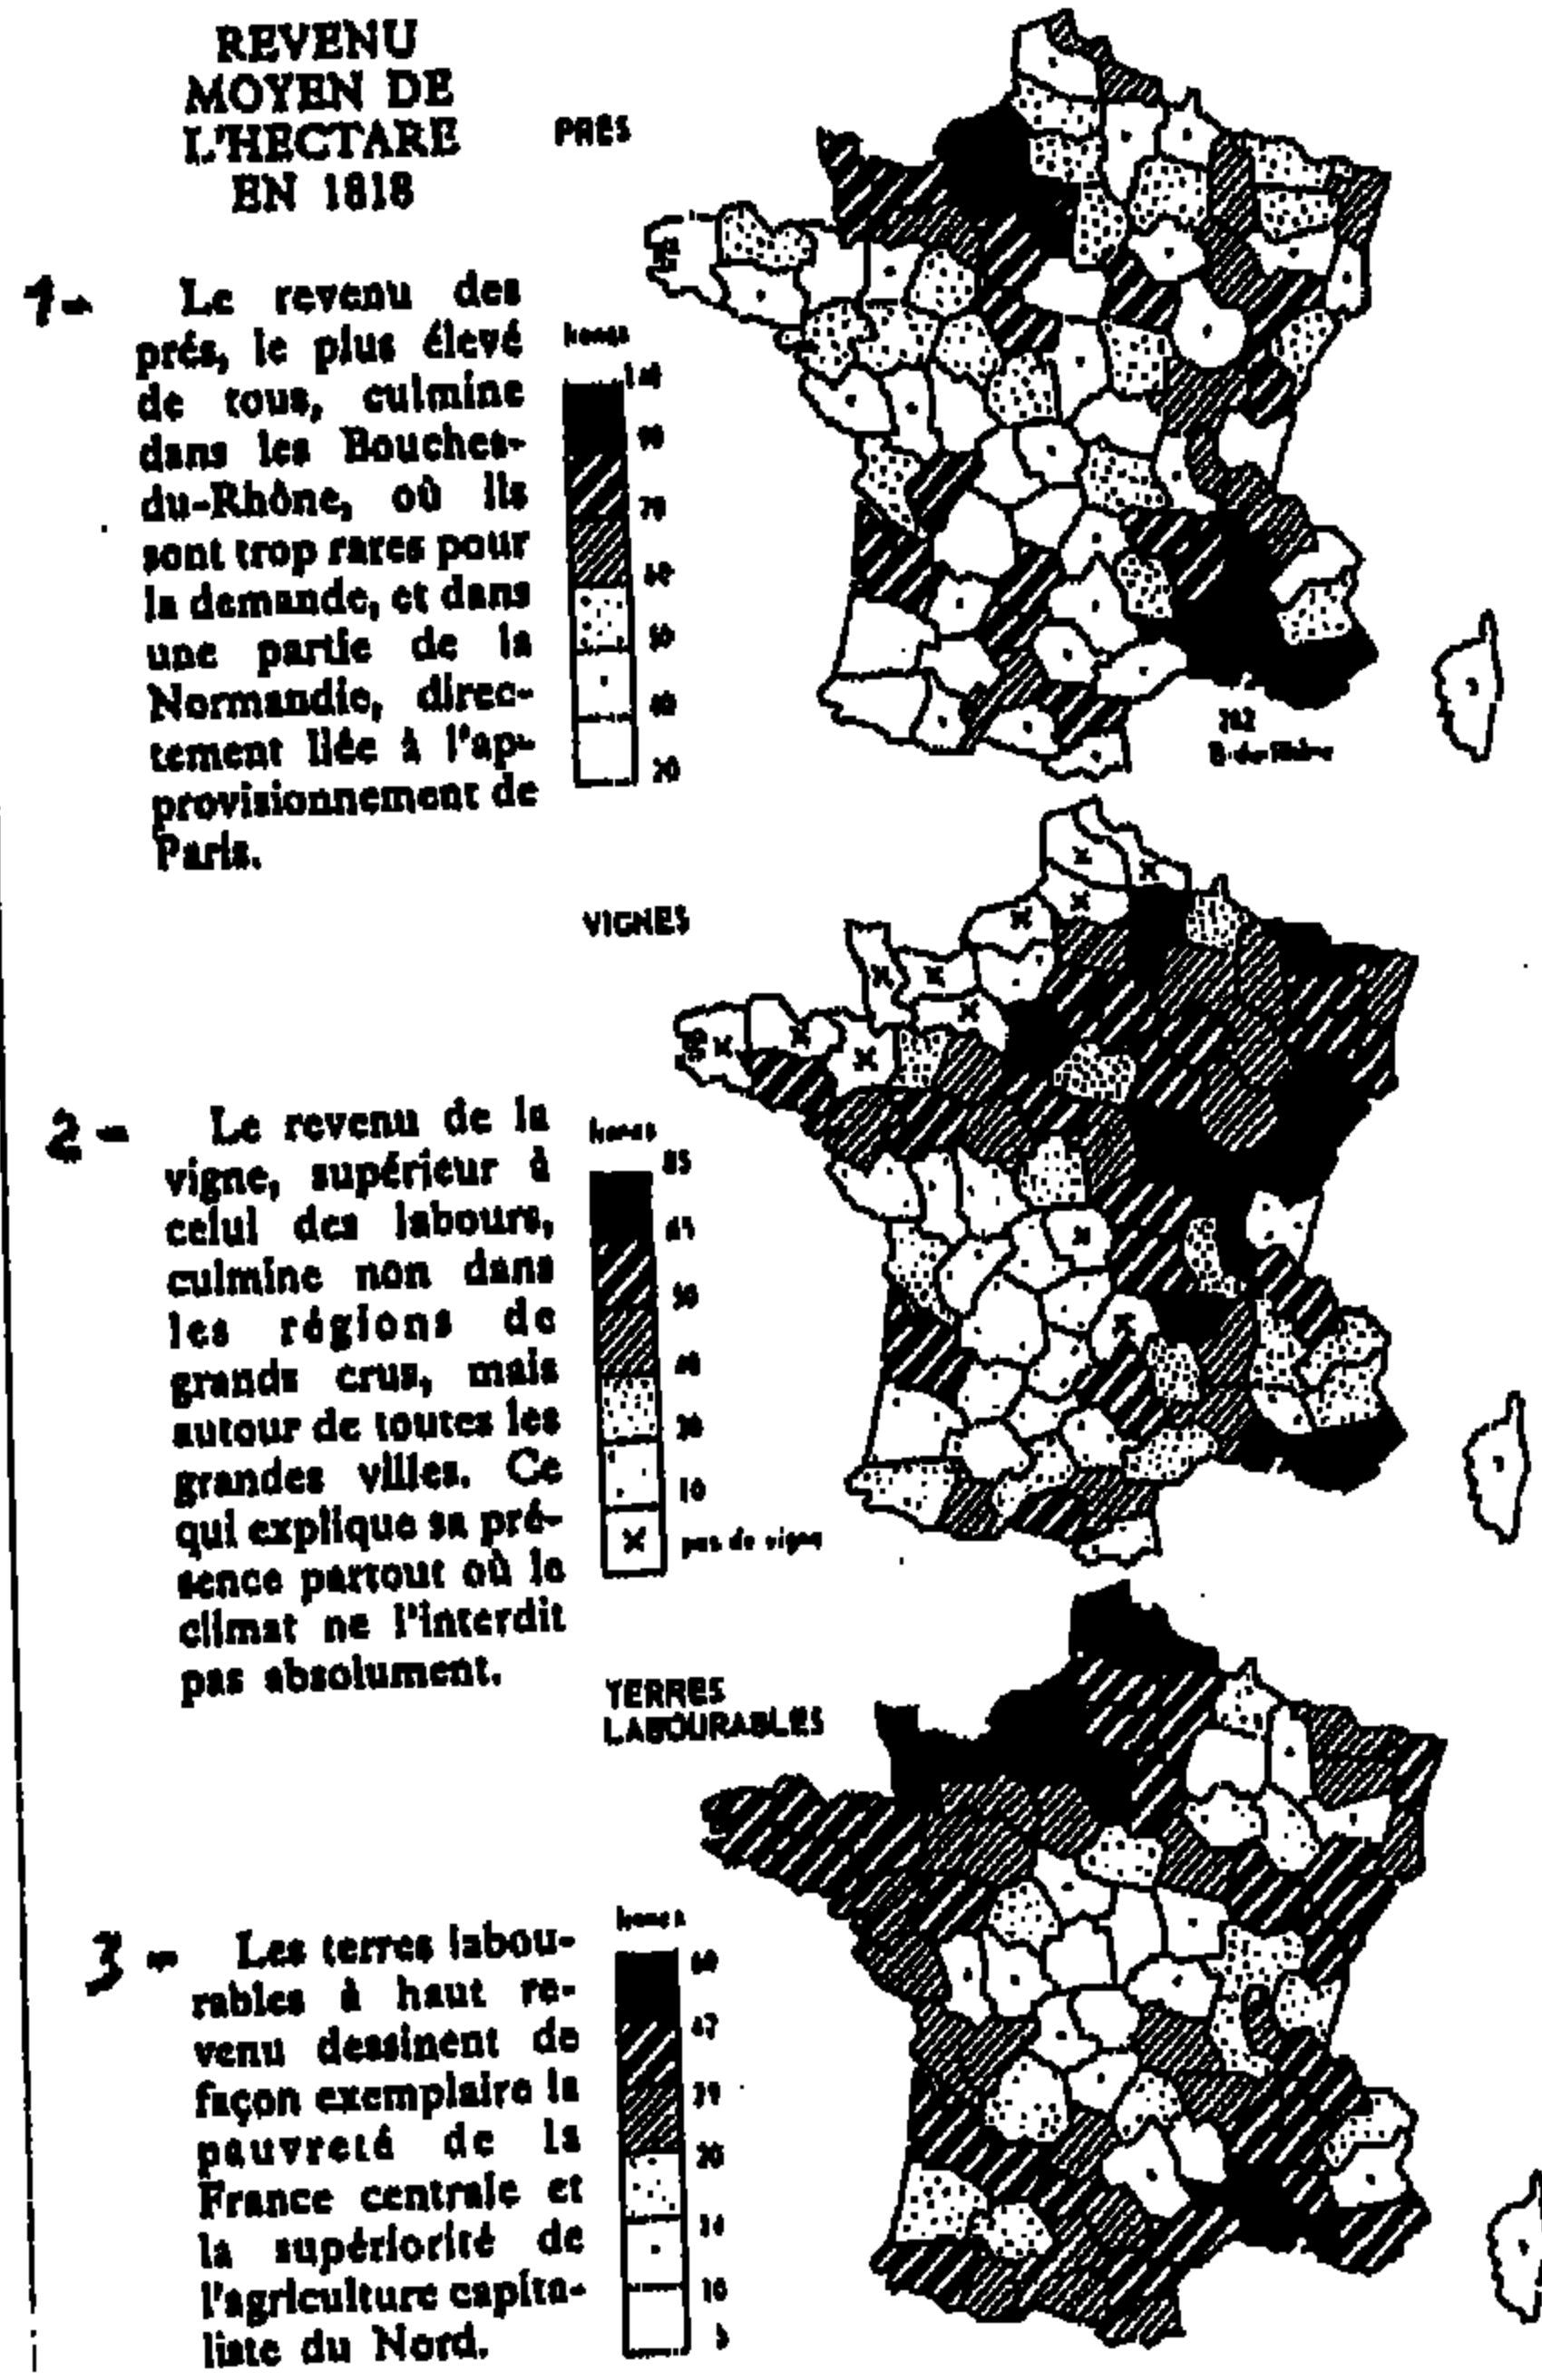 REVENU
MOYEN DE
L'HECTARE
EN 1818
PRÉS
1-
Le revenu des
prés, le plus élevé
de tous, culmine
dans les Bouches-
du-Rhône, où ils
sont trop rares pour
la demande, et dans
une partie de la
Normandie, direc-
tement liée à l'ap-
provisionnement de
Paris.
francs
90
70
60
50
40
20
B-du-Rhône
VIGNES
2-
Le revenu de la
vigne, supérieur à
celui des labours,
culmine non dans
les régions de
grands crus, mais
autour de toutes les
grandes villes. Ce
qui explique sa pré-
sence partout où le
climat ne l'interdit
pas absolument.
francs
85
65
50
40
30
10
pas de vigne
TERRES
LABOURABLES
3-
Les terres labou-
rables à haut re-
venu dessinent de
façon exemplaire la
pauvreté de la
France centrale et
la supériorité de
l'agriculture capita-
liste du Nord.
francs
20
10